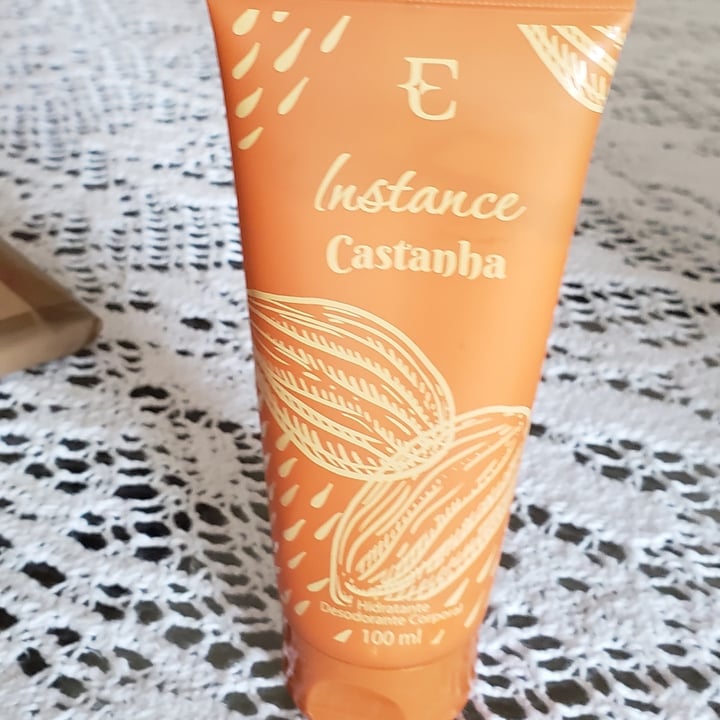 E
Instance
Castanha
Hidratante
Desodorante Corporal
100 ml